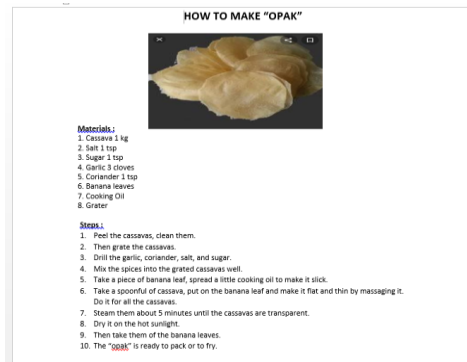 HOW TO MAKE “OPAK”
Materials :
1. Cassava 1 kg
2. Salt 1 tsp
3. Sugar 1 tsp
4. Garlic 3 cloves
5. Coriander 1 tsp
6. Banana leaves
7. Cooking Oil
8. Grater
Steps :
1. Peel the cassavas, clean them.
2. Then grate the cassavas.
3. Drill the garlic, coriander, salt, and sugar.
4. Mix the spices into the grated cassavas well.
5. Take a piece of banana leaf, spread a little cooking oil to make it slick.
6. Take a spoonful of cassava, put on the banana leaf and make it flat and thin by massaging it.
Do it for all the cassavas.
7. Steam them about 5 minutes until the cassavas are transparent.
8. Dry it on the hot sunlight.
9. Then take them of the banana leaves.
10. The “opak” is ready to pack or to fry.